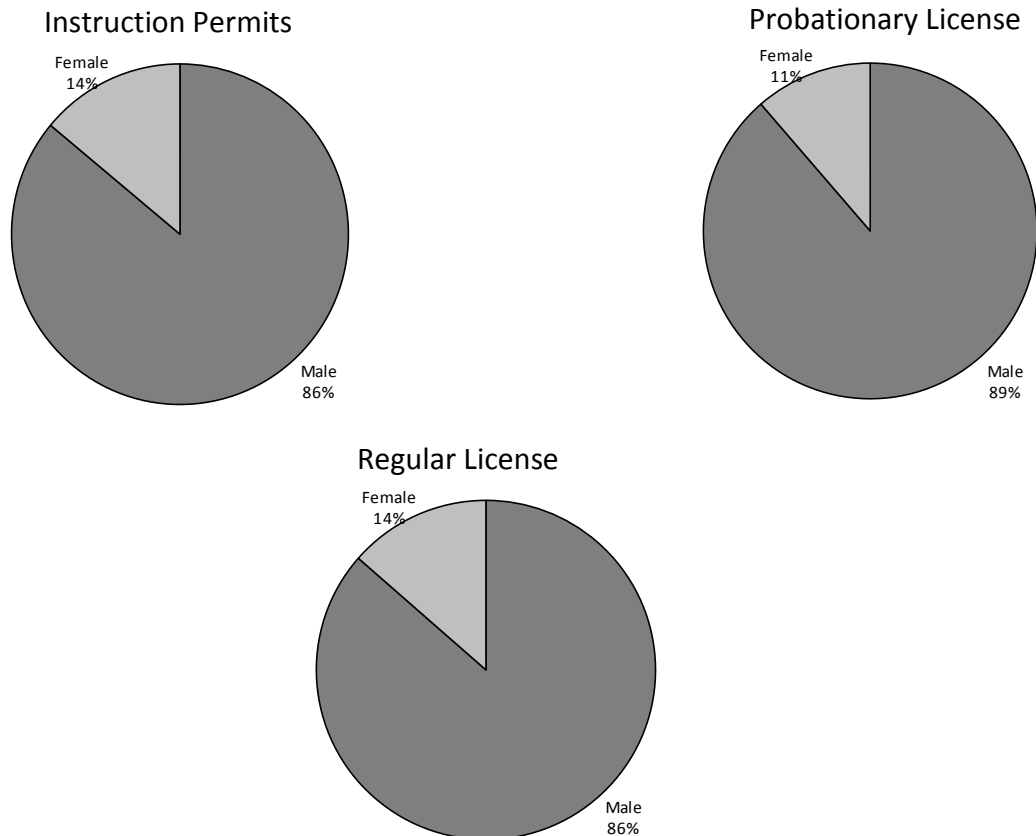 Instruction Permits
Female
14%
Male
86%
Probationary License
Female
11%
Male
89%
Regular License
Female
14%
Male
86%